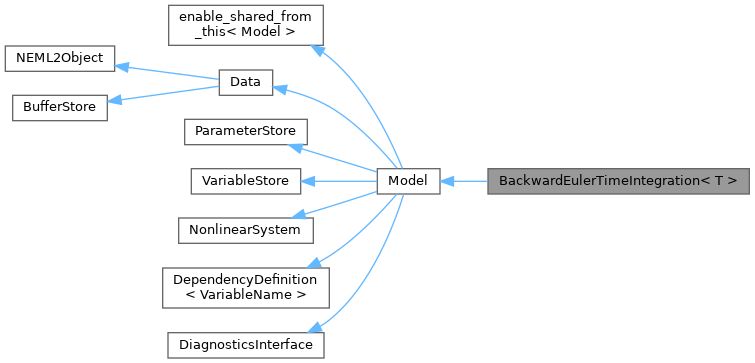 enable_shared_from
_this< Model >
NEML2Object
Data
BufferStore
ParameterStore
VariableStore
Model
BackwardEulerTimeIntegration< T >
NonlinearSystem
DependencyDefinition
< VariableName >
DiagnosticsInterface